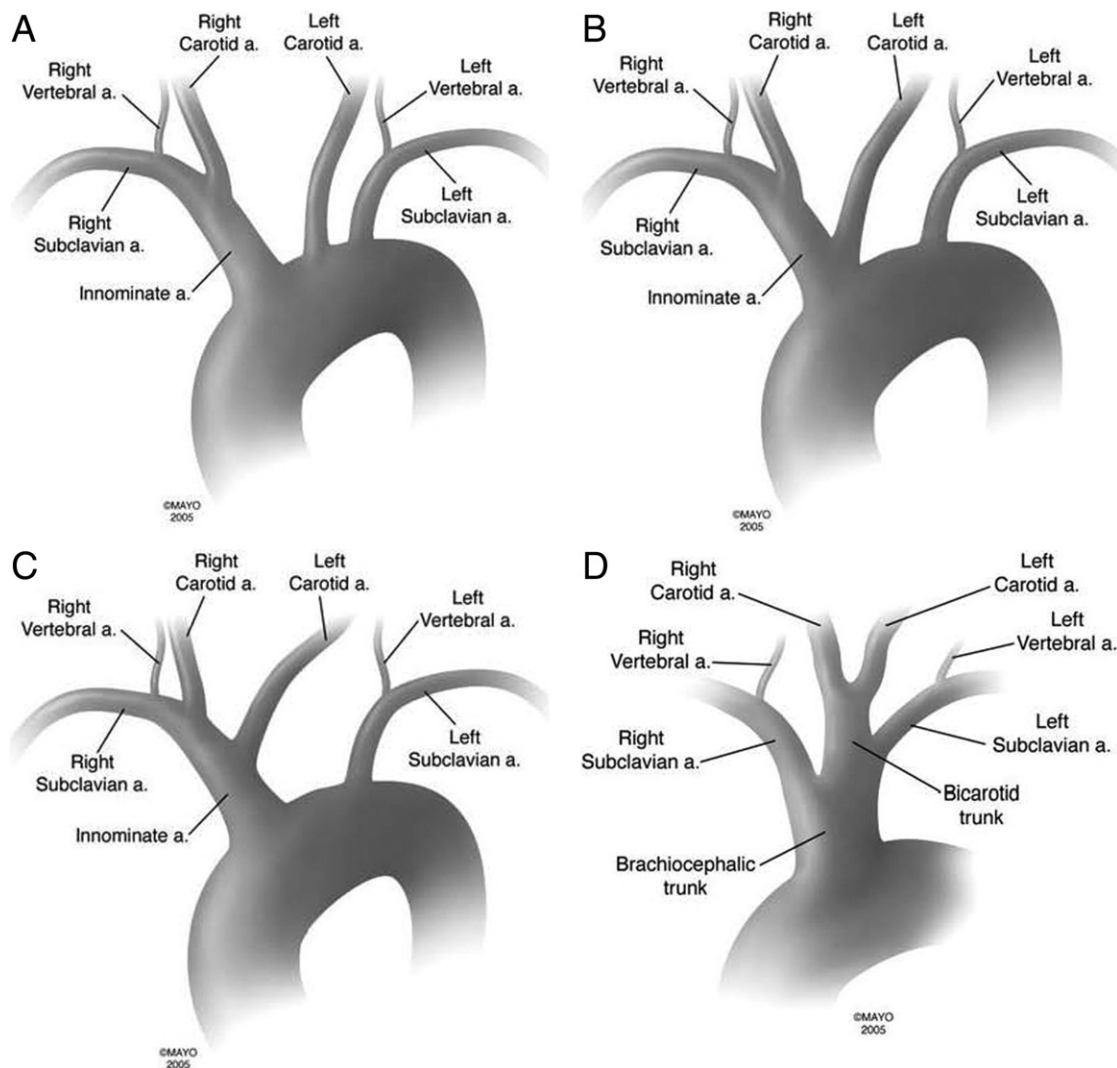 A
Right
Carotid a.
Left
Carotid a.
Right
Vertebral a.
Left
Vertebral a.
Right
Subclavian a.
Left
Subclavian a.
Innominate a.
©MAYO
2005
B
Right
Carotid a.
Left
Carotid a.
Right
Vertebral a.
Left
Vertebral a.
Right
Subclavian a.
Left
Subclavian a.
Innominate a.
©MAYO
2005
C
Right
Carotid a.
Left
Carotid a.
Right
Vertebral a.
Left
Vertebral a.
Right
Subclavian a.
Left
Subclavian a.
Innominate a.
©MAYO
2005
D
Right
Carotid a.
Left
Carotid a.
Right
Vertebral a.
Left
Vertebral a.
Right
Subclavian a.
Left
Subclavian a.
Bicarotid
trunk
Brachiocephalic
trunk
©MAYO
2005